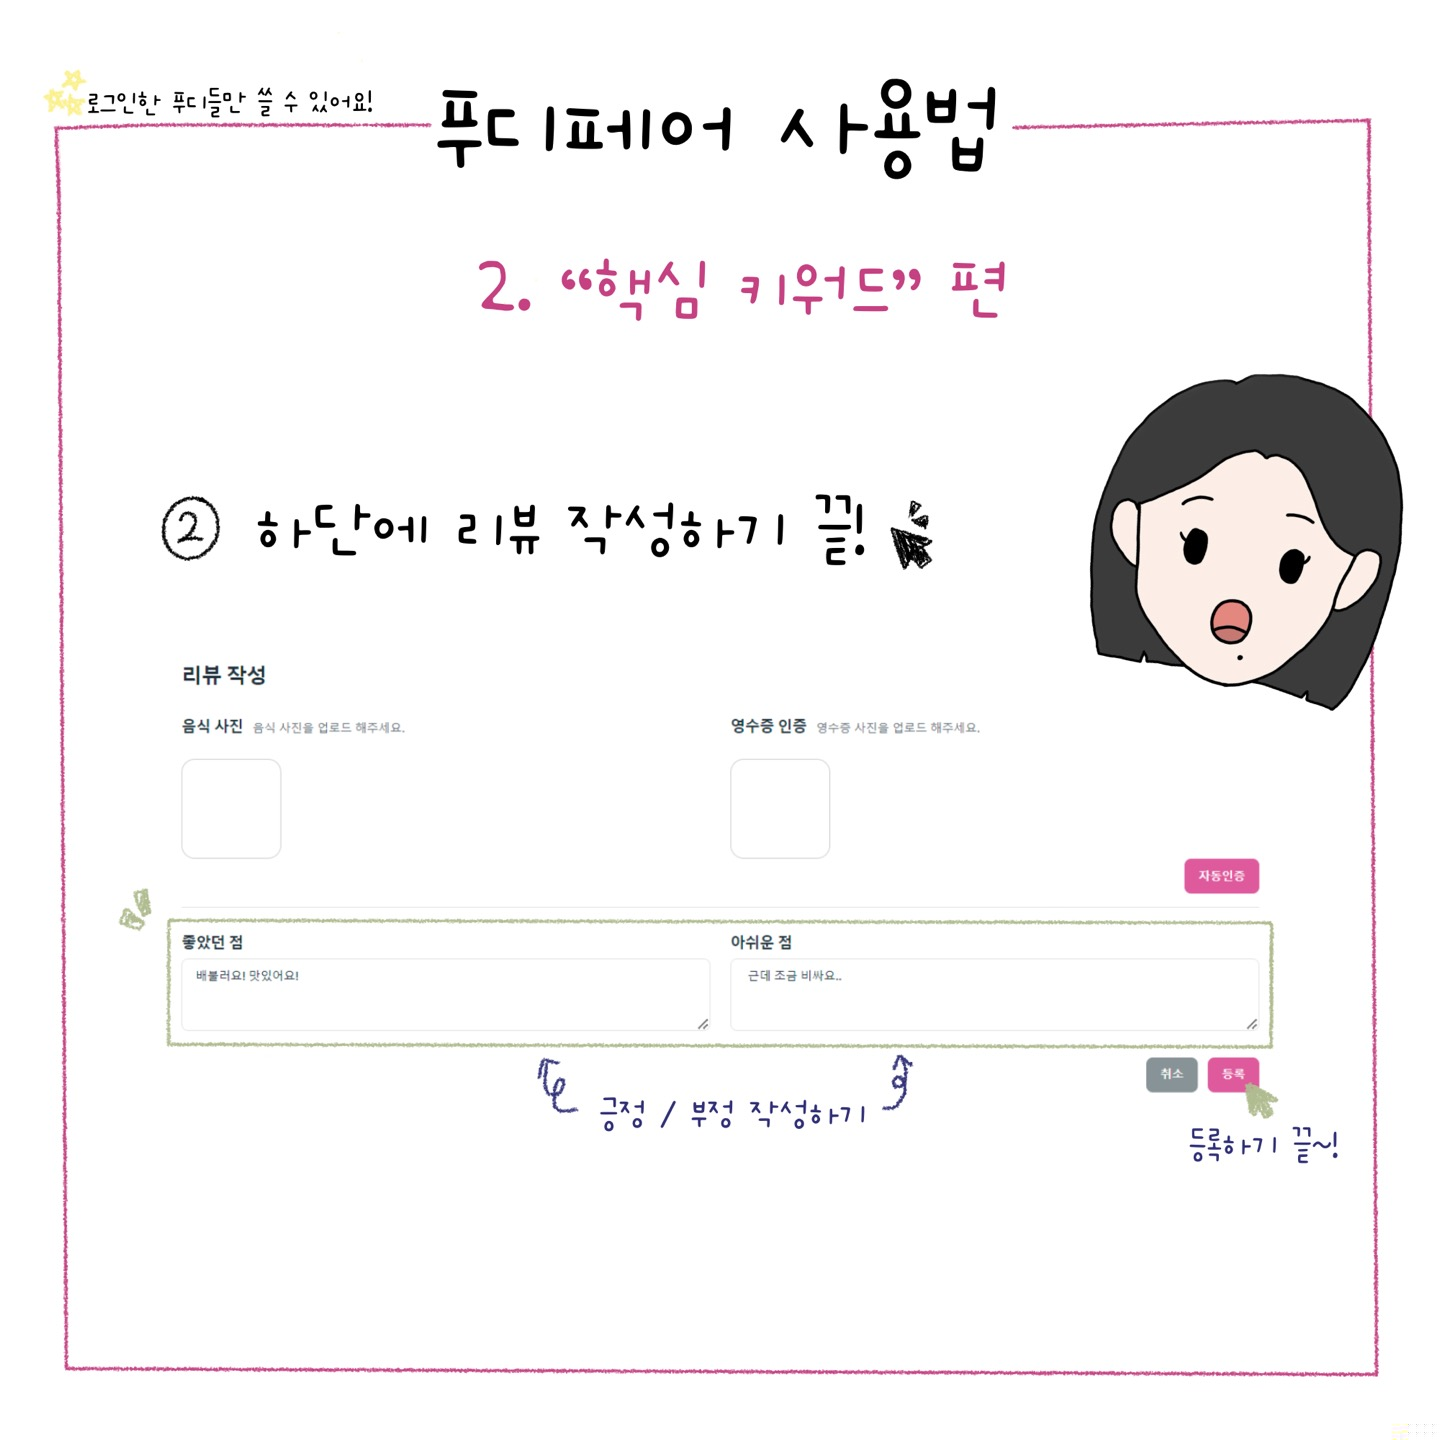 로그인한 푸디들만 쓸 수 있어요!
푸디페어 사용법
2. “핵심 키워드” 편
② 하단에 리뷰 작성하기 끝!
리뷰 작성
음식 사진 음식 사진을 업로드 해주세요.
영수증 인증 영수증 사진을 업로드 해주세요.
자동인증
좋았던 점
아쉬운 점
배불러요! 맛있어요!
근데 조금 비싸요..
취소
등록
긍정 / 부정 작성하기
등록하기 끝~!